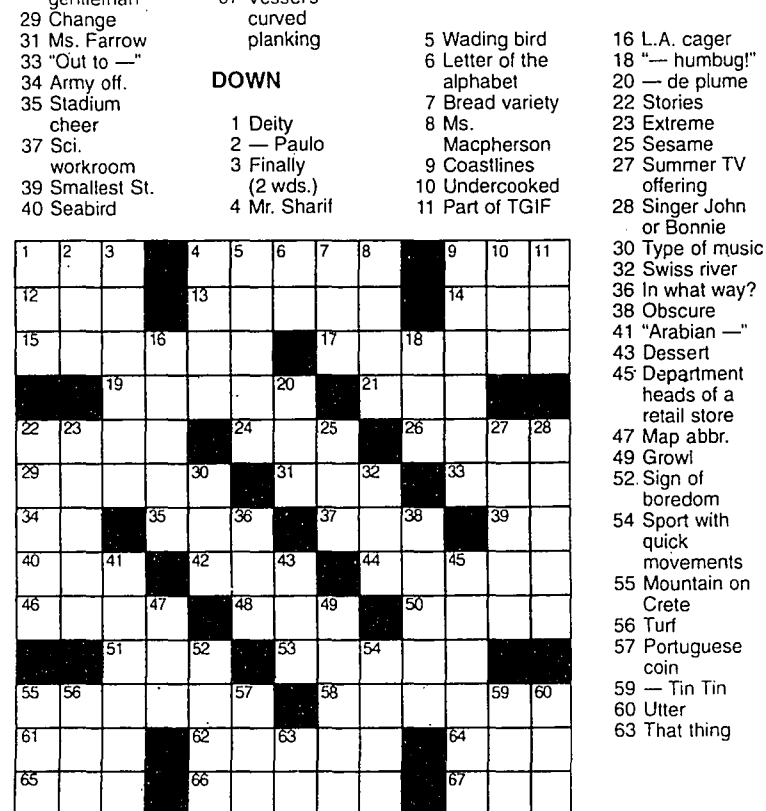 29 Change
31 Ms. Farrow
33 "Out to —"
34 Army off.
35 Stadium
cheer
37 Sci.
workroom
39 Smallest St.
40 Seabird
curved
planking
DOWN
1 Deity
2 — Paulo
3 Finally
(2 wds.)
4 Mr. Sharif
5 Wading bird
6 Letter of the
alphabet
7 Bread variety
8 Ms.
Macpherson
9 Coastlines
10 Undercooked
11 Part of TGIF
16 L.A. cager
18 "— humbug!"
20 — de plume
22 Stories
23 Extreme
25 Sesame
27 Summer TV
offering
28 Singer John
or Bonnie
30 Type of music
32 Swiss river
36 In what way?
38 Obscure
41 "Arabian —"
43 Dessert
45 Department
heads of a
retail store
47 Map abbr.
49 Growl
52. Sign of
boredom
54 Sport with
quick
movements
55 Mountain on
Crete
56 Turf
57 Portuguese
coin
59 — Tin Tin
60 Utter
63 That thing
1 2 3 4 5 6 7 8 9 10 11
12 13 14
15 16 17 18
19 20 21
22 23 24 25 26 27 28
29 30 31 32 33
34 35 36 37 38 39
40 41 42 43 44 45
46 47 48 49 50
51 52 53 54
55 56 57 58 59 60
61 62 63 64
65 66 67